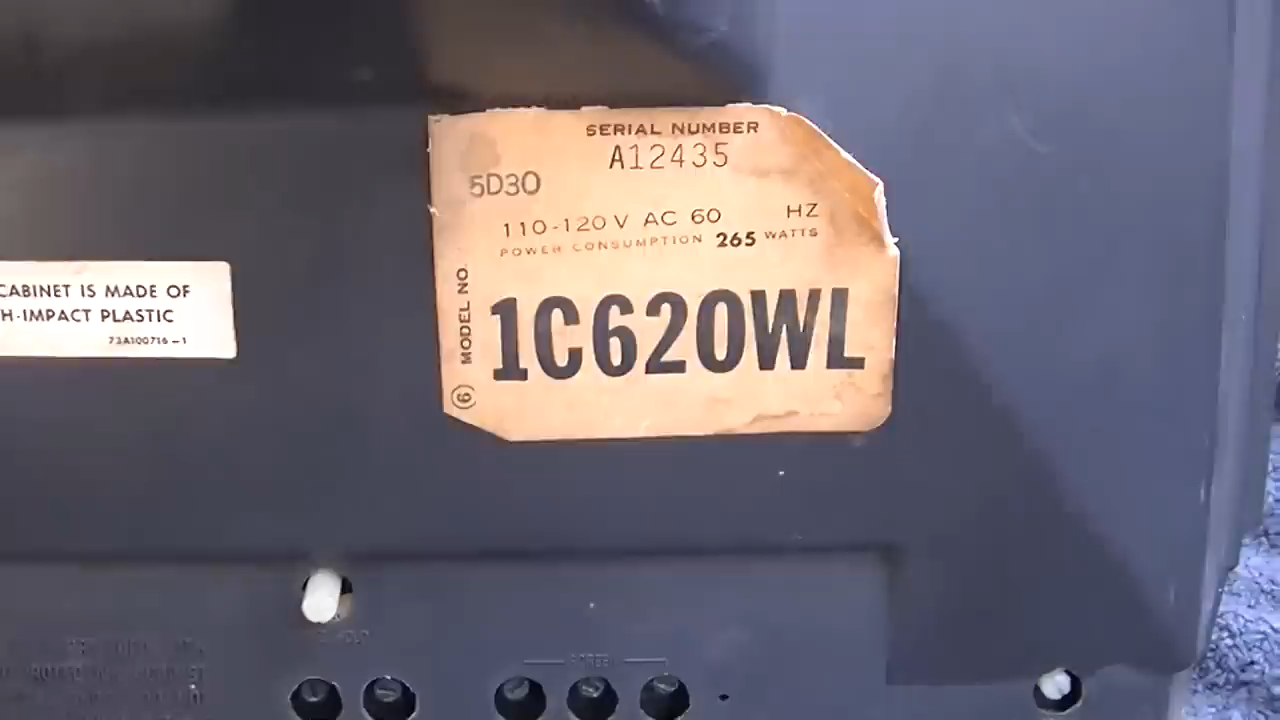 SERIAL NUMBER
A12435
5D30
110-120 V AC 60 HZ
POWER CONSUMPTION 265 WATTS
MODEL NO.
1C620WL
6
CABINET IS MADE OF
H-IMPACT PLASTIC
73A100716-1